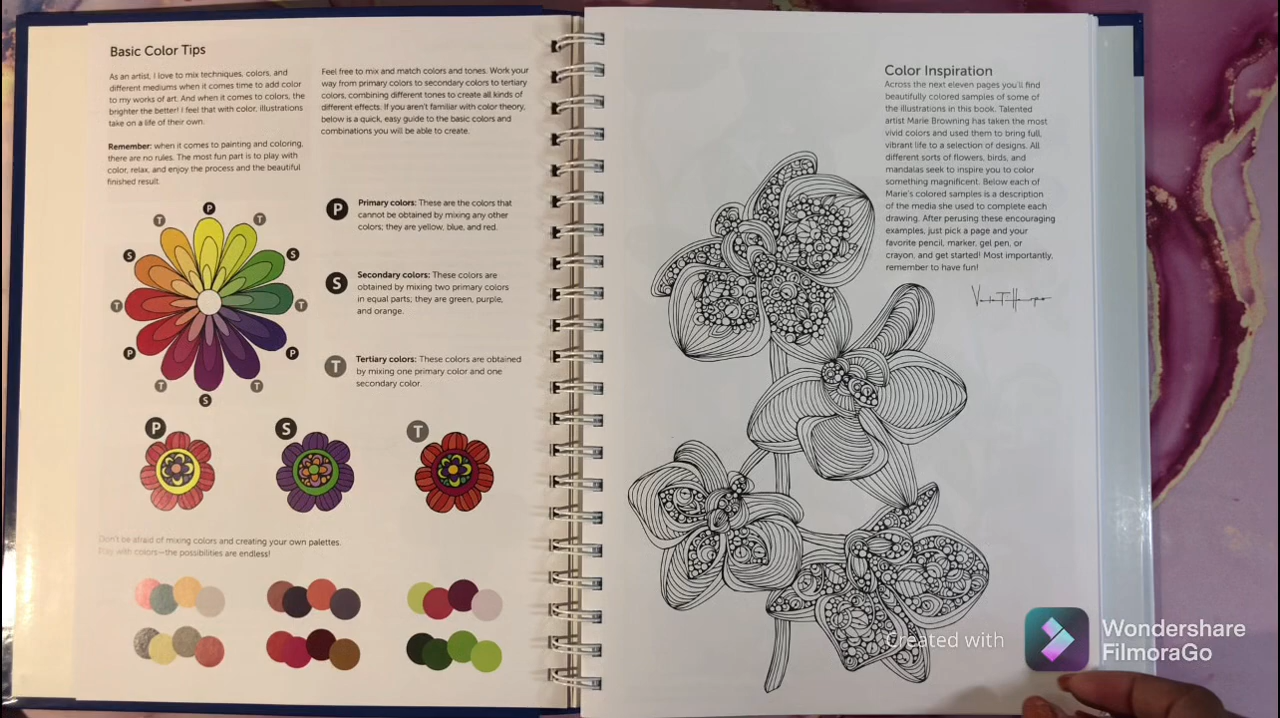 Basic Color Tips
As an artist, I love to mix techniques, colors, and
different mediums when it comes time to add color
to my works of art. And when it comes to colors, the
brighter the better! I feel that with color, illustrations
take on a life of their own.
Remember: when it comes to painting and coloring,
there are no rules. The most fun part is to play with
color, relax, and enjoy the process and the beautiful
finished result.
Feel free to mix and match colors and tones. Work your
way from primary colors to secondary colors to tertiary
colors, combining different tones to create all kinds of
different effects. If you aren't familiar with color theory,
below is a quick, easy guide to the basic colors and
combinations you will be able to create.
P
T
T
S
S
T
T
P
P
T
T
S
P
Primary colors: These are the colors that
cannot be obtained by mixing any other
colors; they are yellow, blue, and red.
S
Secondary colors: These colors are
obtained by mixing two primary colors
in equal parts; they are green, purple,
and orange.
T
Tertiary colors: These colors are obtained
by mixing one primary color and one
secondary color.
P
S
T
Don't be afraid of mixing colors and creating your own palettes.
Play with colors—the possibilities are endless!
Color Inspiration
Across the next eleven pages you'll find
beautifully colored samples of some of
the illustrations in this book. Talented
artist Marie Browning has taken the most
vivid colors and used them to bring full,
vibrant life to a selection of designs. All
different sorts of flowers, birds, and
mandalas seek to inspire you to color
something magnificent. Below each of
Marie's colored samples is a description
of the media she used to complete each
drawing. After perusing these encouraging
examples, just pick a page and your
favorite pencil, marker, gel pen, or
crayon, and get started! Most importantly,
remember to have fun!
Created with
Wondershare
FilmoraGo